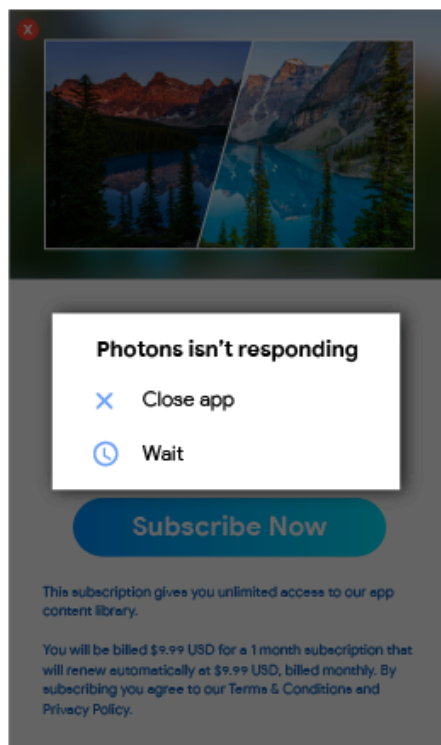 X
Photons isn't responding
Close app
Wait
Subscribe Now
This subscription gives you unlimited access to our app
content library.
You will be billed $9.99 USD for a 1 month subscription that
will renew automatically at $9.99 USD, billed monthly. By
subscribing you agree to our Terms & Conditions and
Privacy Policy.